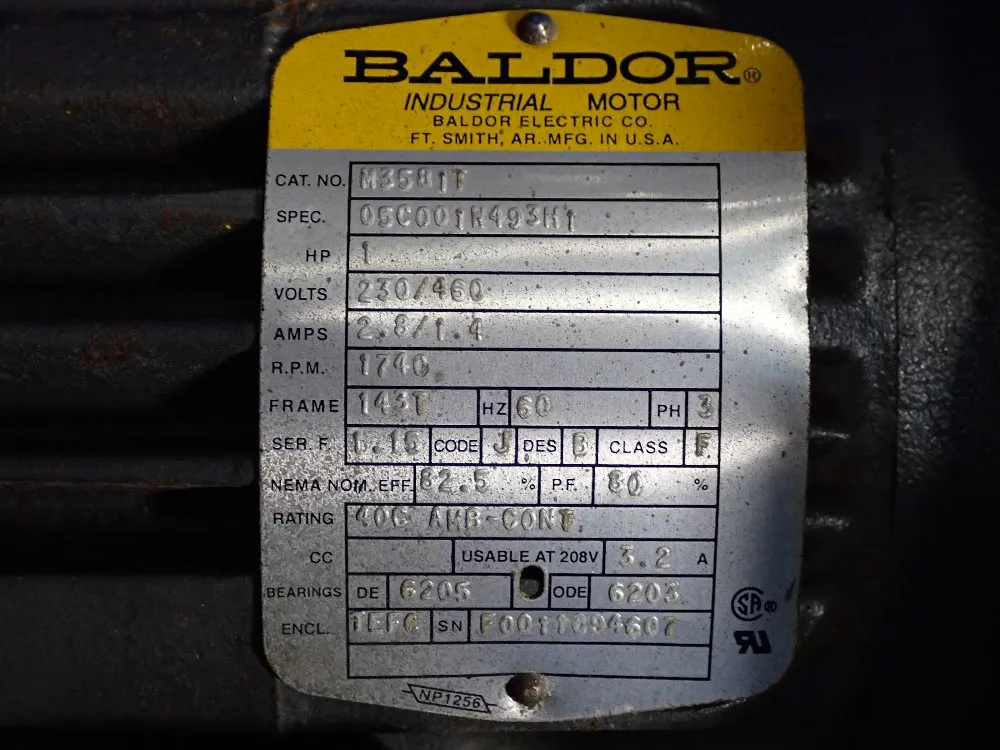 BALDOR®
INDUSTRIAL MOTOR
BALDOR ELECTRIC CO.
FT. SMITH, AR. MFG. IN U.S.A.
CAT. NO. M3581T
SPEC. 05C001W493H1
HP 1
VOLTS 230/460
AMPS 2.8/1.4
R.P.M. 1740
FRAME 143T HZ 60 PH 3
SER. F. 1.15 CODE J DES B CLASS F
NEMA NOM. EFF. 82.5 % P.F. 80 %
RATING 40C AMB-CONT
CC USABLE AT 208V 3.2 A
BEARINGS DE 6205 ODE 6203
ENCL. TEFC SN F0011094607
NP1256